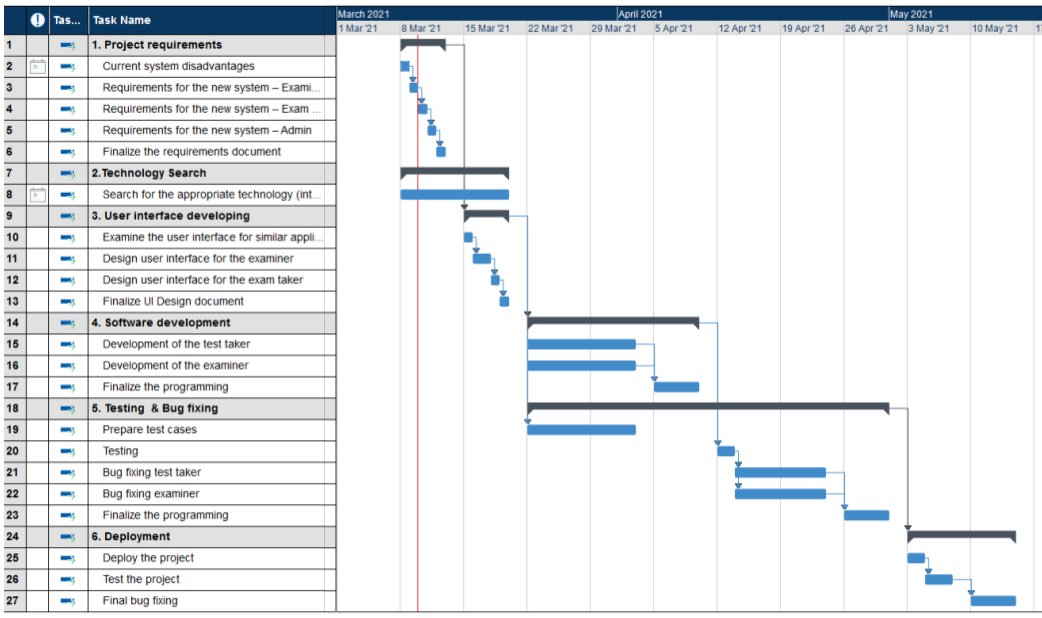 March 2021 April 2021 May 2021
Tas... Task Name
1 Mar '21 8 Mar '21 15 Mar '21 22 Mar '21 29 Mar '21 5 Apr '21 12 Apr '21 19 Apr '21 26 Apr '21 3 May '21 10 May '21 17
1 1. Project requirements
2 Current system disadvantages
3 Requirements for the new system – Exami...
4 Requirements for the new system – Exam ...
5 Requirements for the new system – Admin
6 Finalize the requirements document
7 2.Technology Search
8 Search for the appropriate technology (int...
9 3. User interface developing
10 Examine the user interface for similar appli...
11 Design user interface for the examiner
12 Design user interface for the exam taker
13 Finalize UI Design document
14 4. Software development
15 Development of the test taker
16 Development of the examiner
17 Finalize the programming
18 5. Testing & Bug fixing
19 Prepare test cases
20 Testing
21 Bug fixing test taker
22 Bug fixing examiner
23 Finalize the programming
24 6. Deployment
25 Deploy the project
26 Test the project
27 Final bug fixing